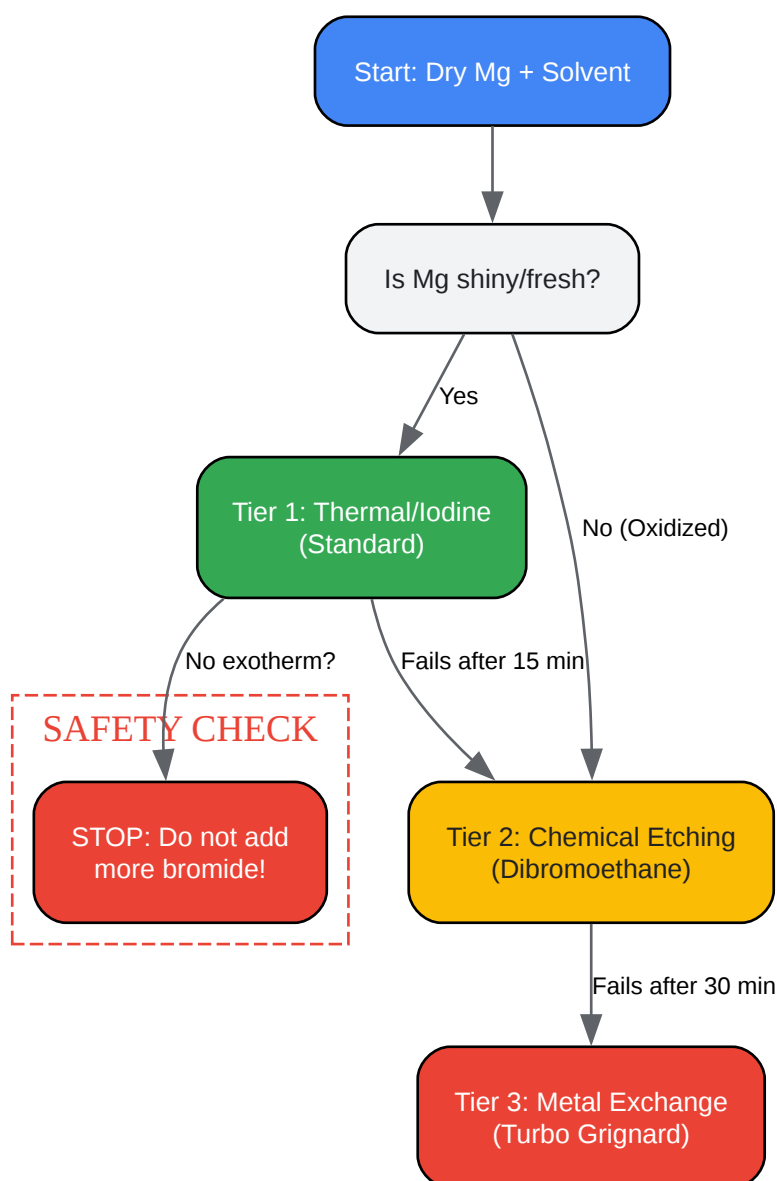 Start: Dry Mg + Solvent
Is Mg shiny/fresh?
Yes
Tier 1: Thermal/Iodine
(Standard)
No (Oxidized)
No exotherm?
Fails after 15 min
SAFETY CHECK
STOP: Do not add
more bromide!
Tier 2: Chemical Etching
(Dibromoethane)
Fails after 30 min
Tier 3: Metal Exchange
(Turbo Grignard)